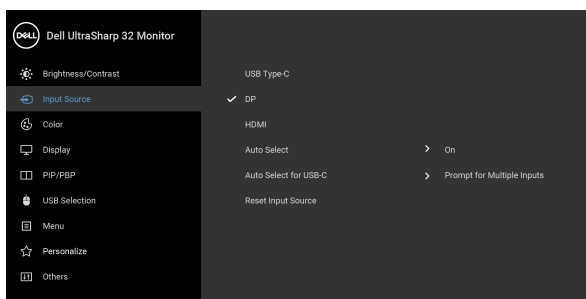 DELL Dell UltraSharp 32 Monitor
Brightness/Contrast
Input Source
Color
Display
PIP/PBP
USB Selection
Menu
Personalize
Others
USB Type-C
DP
HDMI
Auto Select On
Auto Select for USB-C Prompt for Multiple Inputs
Reset Input Source